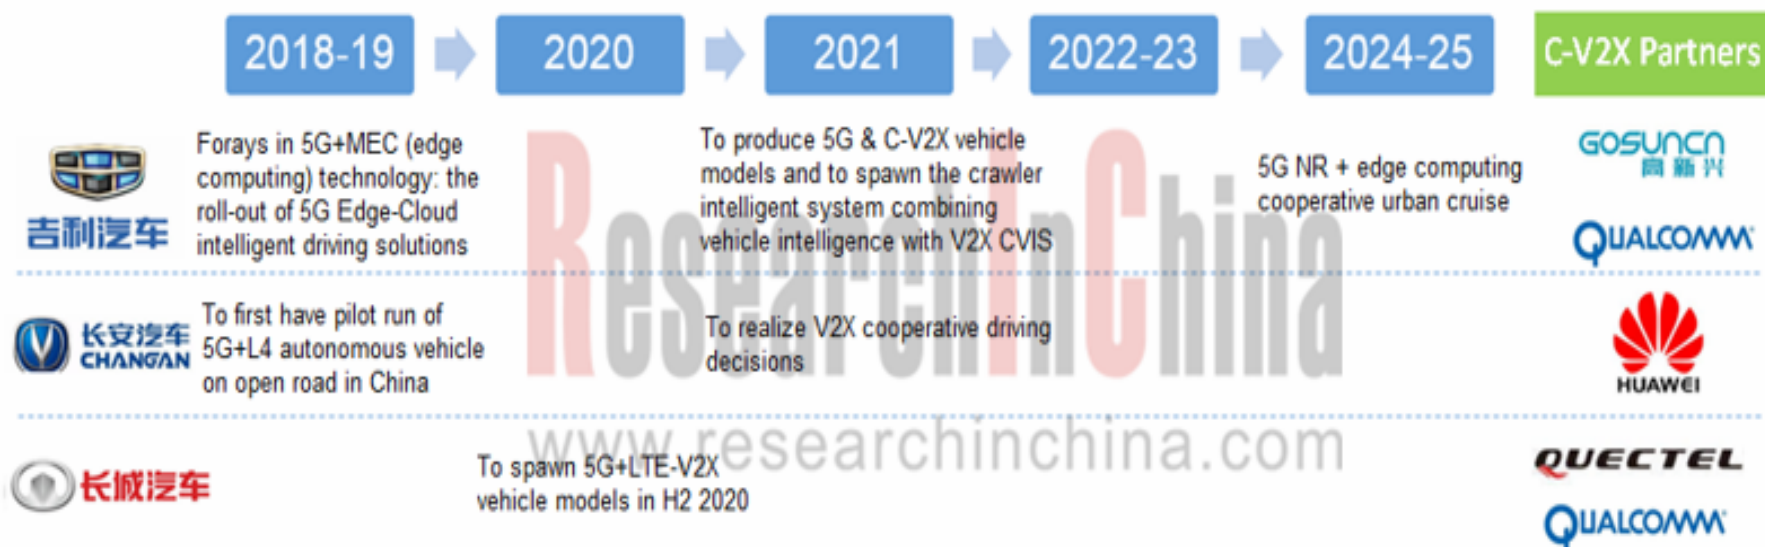 2018-19
2020
2021
2022-23
2024-25
C-V2X Partners
吉利汽车
Forays in 5G+MEC (edge
computing) technology: the
roll-out of 5G Edge-Cloud
intelligent driving solutions
To produce 5G & C-V2X vehicle
models and to spawn the crawler
intelligent system combining
vehicle intelligence with V2X CVIS
5G NR + edge computing
cooperative urban cruise
GOSUNCN
高新兴
QUALCOMM
长安汽车
CHANGAN
To first have pilot run of
5G+L4 autonomous vehicle
on open road in China
To realize V2X cooperative driving
decisions
HUAWEI
长城汽车
To spawn 5G+LTE-V2X
vehicle models in H2 2020
QUECTEL
QUALCOMM
ResearchInChina
www.researchinchina.com